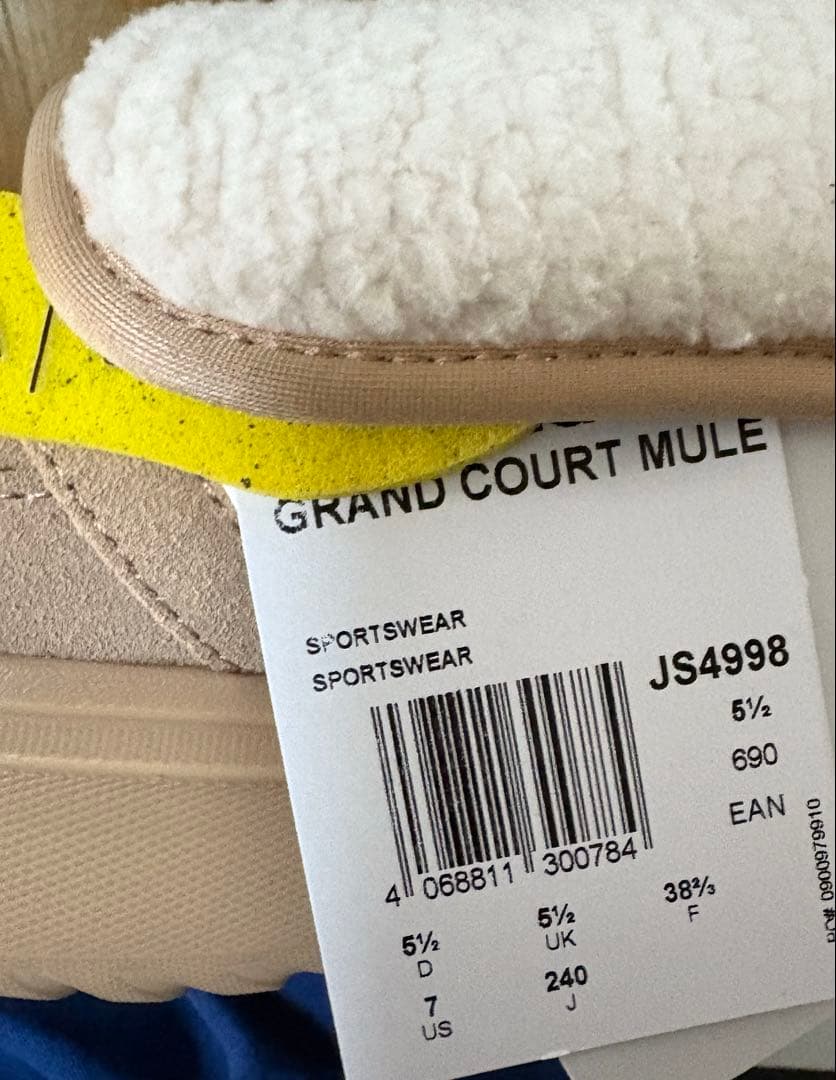 GRAND COURT MULE
SPORTSWEAR
SPORTSWEAR
JS4998
5½
690
EAN
4 068811 300784
5½
D
5½
UK
38⅔
F
7
US
240
J
PO# 0900979910